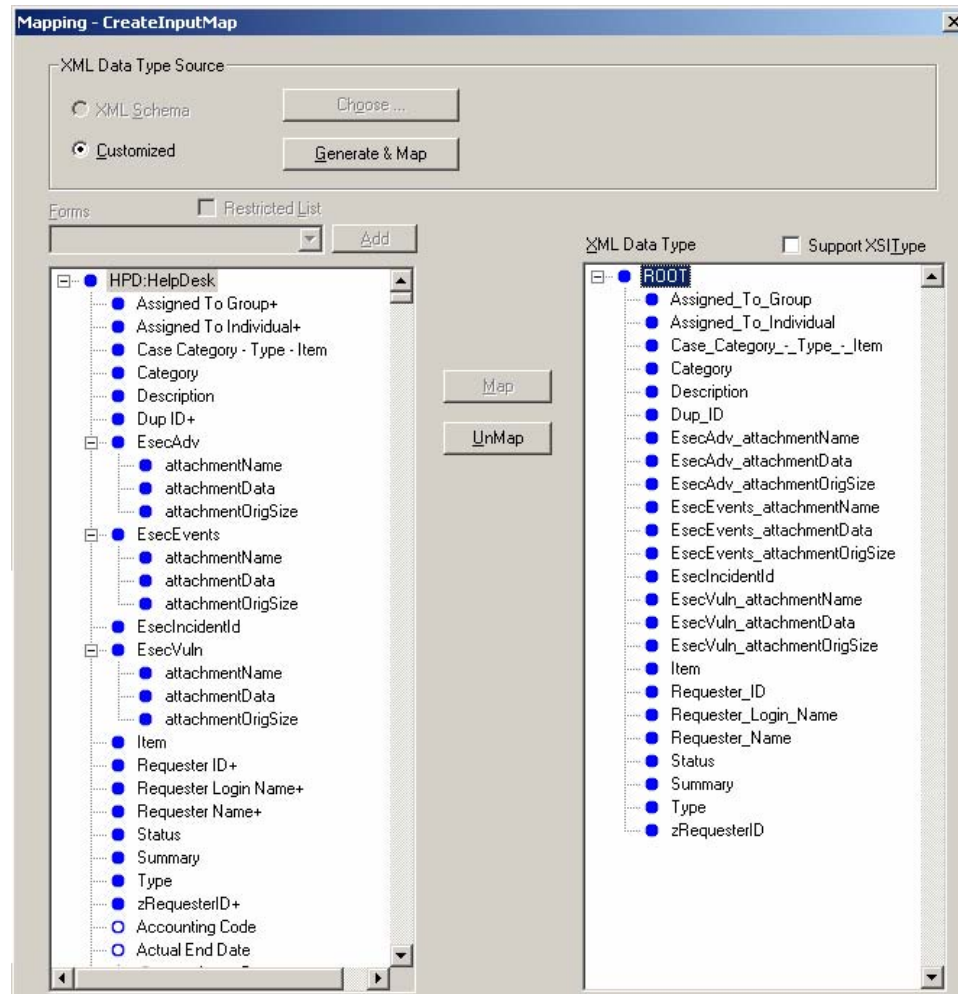 Mapping - CreateInputMap
XML Data Type Source
XML Schema
Choose ...
Customized
Generate & Map
Forms
Restricted List
Add
HPD:HelpDesk
Assigned To Group+
Assigned To Individual+
Case Category - Type - Item
Category
Description
Dup ID+
EsecAdv
attachmentName
attachmentData
attachmentOrigSize
EsecEvents
attachmentName
attachmentData
attachmentOrigSize
EsecIncidentId
EsecVuln
attachmentName
attachmentData
attachmentOrigSize
Item
Requester ID+
Requester Login Name+
Requester Name+
Status
Summary
Type
zRequesterID+
Accounting Code
Actual End Date
Map
UnMap
XML Data Type
Support XSIType
ROOT
Assigned_To_Group
Assigned_To_Individual
Case_Category_-_Type_-_Item
Category
Description
Dup_ID
EsecAdv_attachmentName
EsecAdv_attachmentData
EsecAdv_attachmentOrigSize
EsecEvents_attachmentName
EsecEvents_attachmentData
EsecEvents_attachmentOrigSize
EsecIncidentId
EsecVuln_attachmentName
EsecVuln_attachmentData
EsecVuln_attachmentOrigSize
Item
Requester_ID
Requester_Login_Name
Requester_Name
Status
Summary
Type
zRequesterID